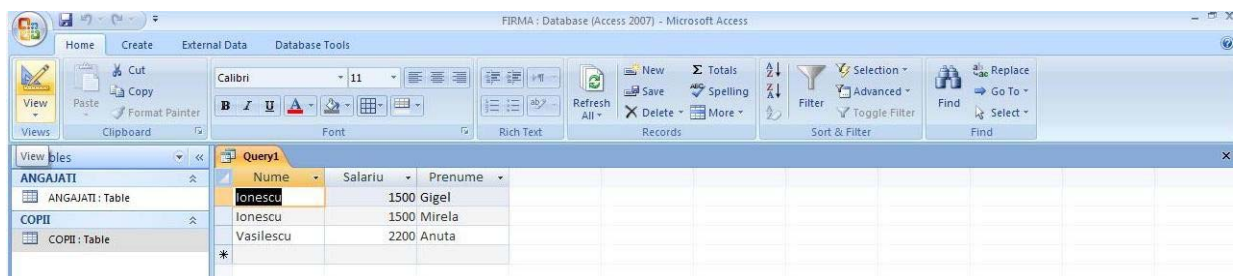 FIRMA : Database (Access 2007) - Microsoft Access
Home Create External Data Database Tools
View
Views
Paste
Cut
Copy
Format Painter
Clipboard
Calibri 11
B I U A
Font
ab
Rich Text
Refresh All
New
Save
Delete
Σ Totals
Spelling
More
Records
Filter
Selection
Advanced
Toggle Filter
Sort & Filter
Find
Replace
Go To
Select
Find
View bles
ANGAJATI
ANGAJATI : Table
COPII
COPII : Table
Query1
Nume Salariu Prenume
Ionescu 1500 Gigel
Ionescu 1500 Mirela
Vasilescu 2200 Anuta